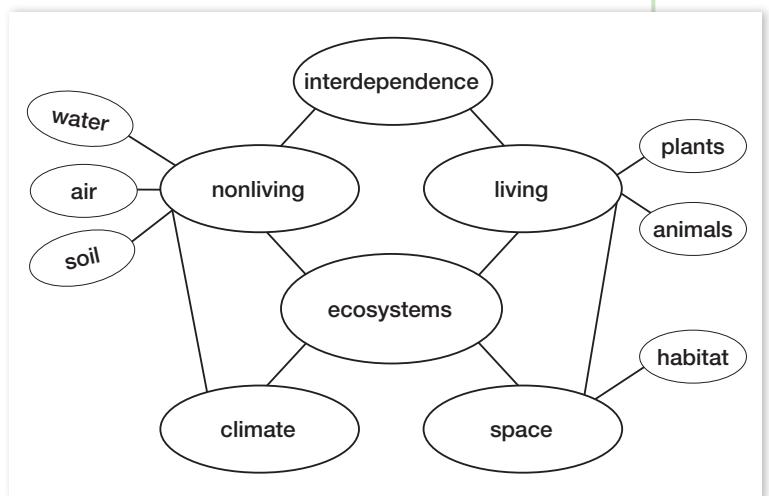 interdependence
water
plants
air
nonliving
living
animals
soil
ecosystems
habitat
climate
space